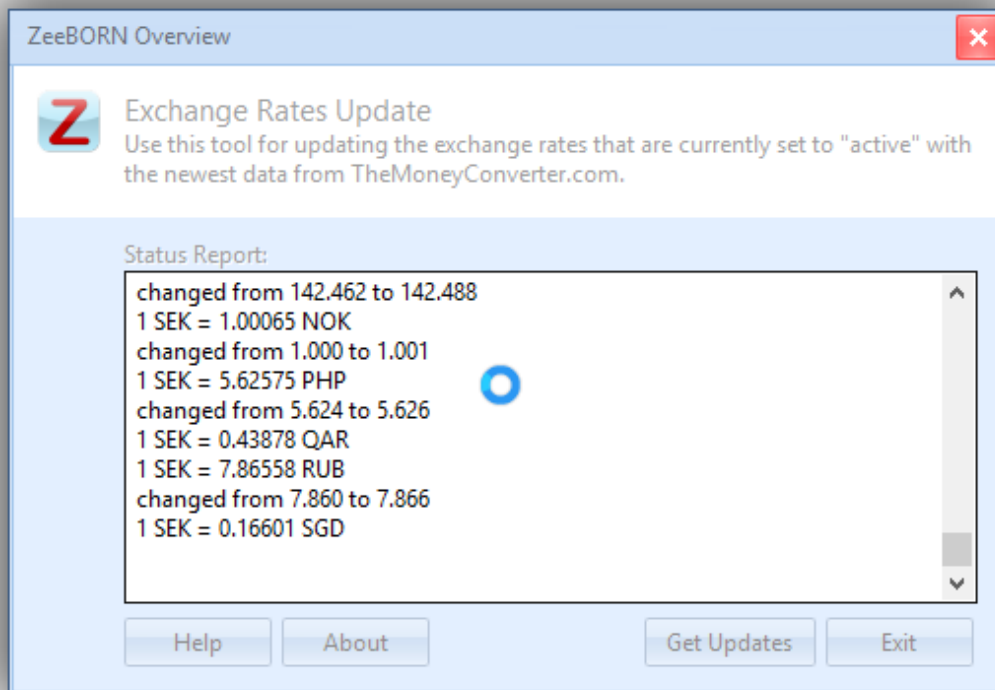 ZeeBORN Overview
Z
Exchange Rates Update
Use this tool for updating the exchange rates that are currently set to "active" with
the newest data from TheMoneyConverter.com.
Status Report:
changed from 142.462 to 142.488
1 SEK = 1.00065 NOK
changed from 1.000 to 1.001
1 SEK = 5.62575 PHP
changed from 5.624 to 5.626
1 SEK = 0.43878 QAR
1 SEK = 7.86558 RUB
changed from 7.860 to 7.866
1 SEK = 0.16601 SGD
Help About Get Updates Exit